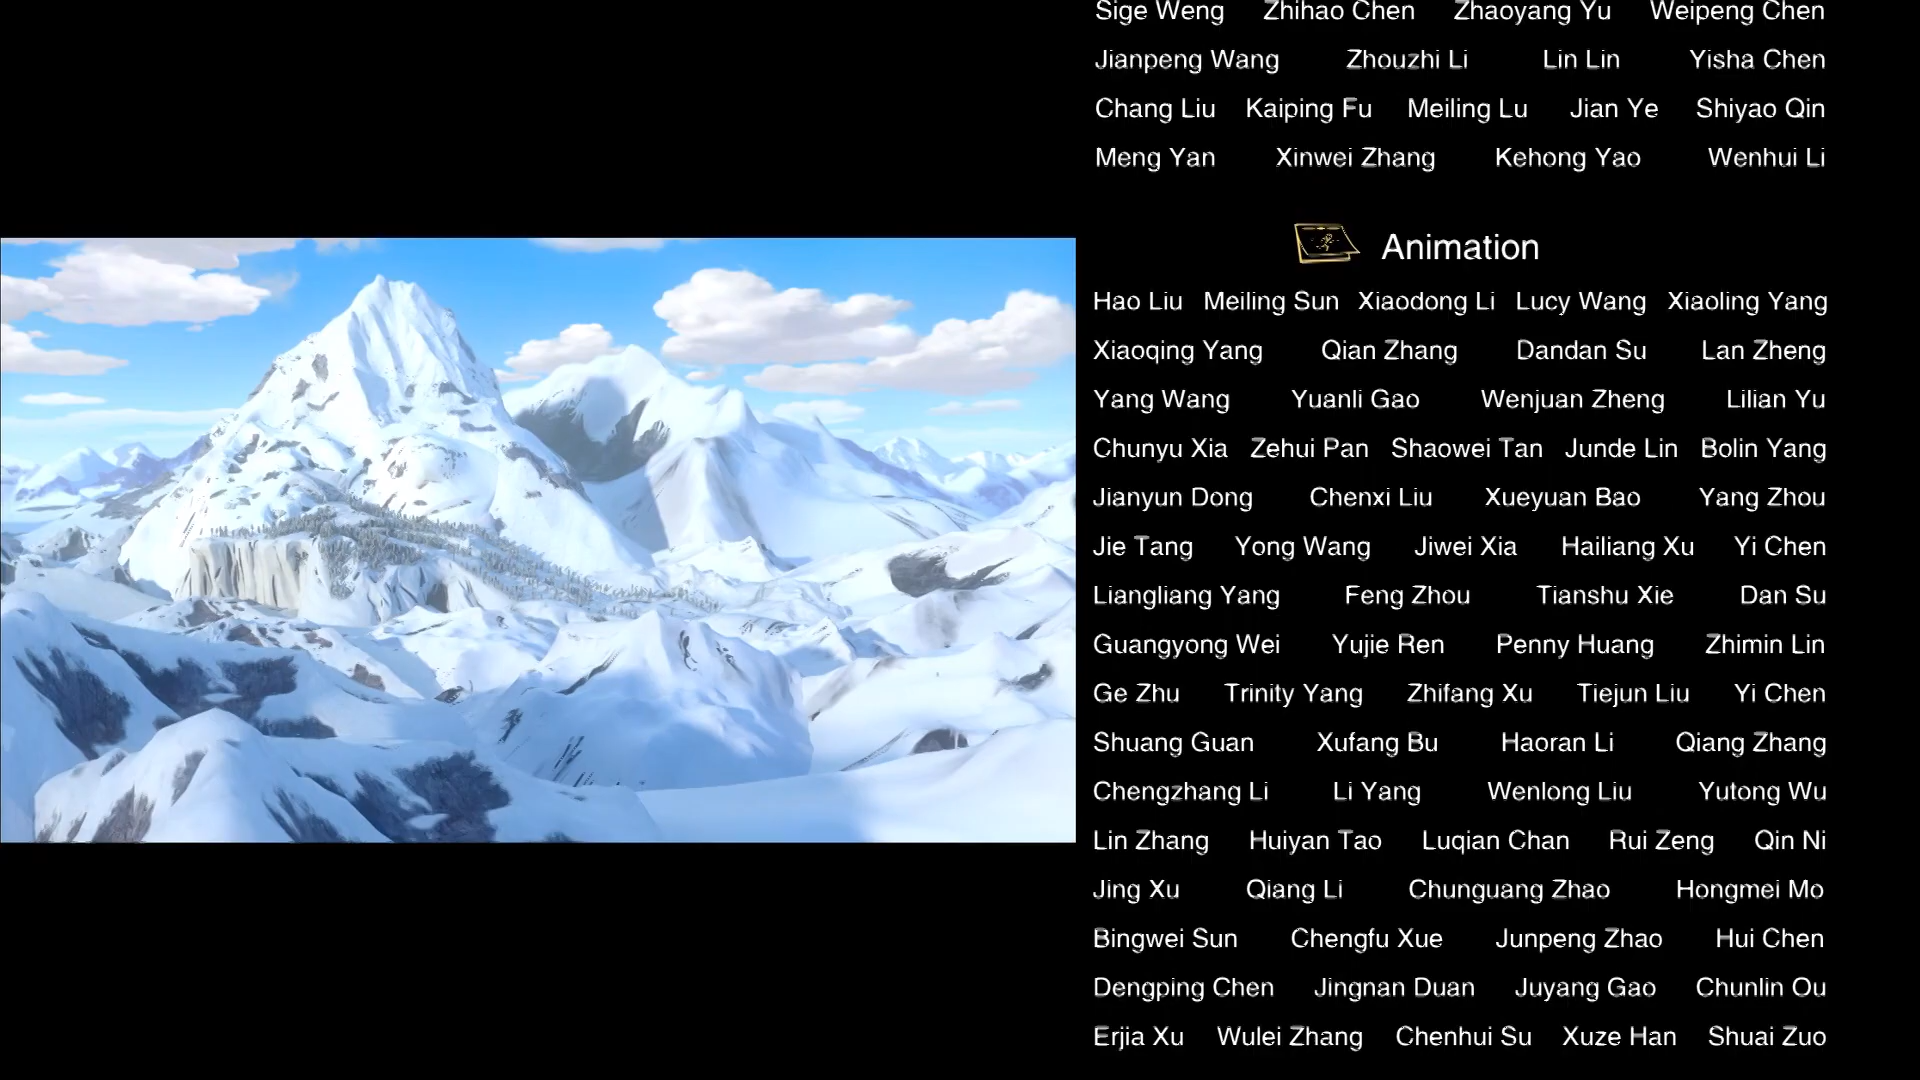 Sige Weng Zhihao Chen Zhaoyang Yu Weipeng Chen
Jianpeng Wang Zhouzhi Li Lin Lin Yisha Chen
Chang Liu Kaiping Fu Meiling Lu Jian Ye Shiyao Qin
Meng Yan Xinwei Zhang Kehong Yao Wenhui Li
Animation
Hao Liu Meiling Sun Xiaodong Li Lucy Wang Xiaoling Yang
Xiaoqing Yang Qian Zhang Dandan Su Lan Zheng
Yang Wang Yuanli Gao Wenjuan Zheng Lilian Yu
Chunyu Xia Zehui Pan Shaowei Tan Junde Lin Bolin Yang
Jianyun Dong Chenxi Liu Xueyuan Bao Yang Zhou
Jie Tang Yong Wang Jiwei Xia Hailiang Xu Yi Chen
Liangliang Yang Feng Zhou Tianshu Xie Dan Su
Guangyong Wei Yujie Ren Penny Huang Zhimin Lin
Ge Zhu Trinity Yang Zhifang Xu Tiejun Liu Yi Chen
Shuang Guan Xufang Bu Haoran Li Qiang Zhang
Chengzhang Li Li Yang Wenlong Liu Yutong Wu
Lin Zhang Huiyan Tao Luqian Chan Rui Zeng Qin Ni
Jing Xu Qiang Li Chunguang Zhao Hongmei Mo
Bingwei Sun Chengfu Xue Junpeng Zhao Hui Chen
Dengping Chen Jingnan Duan Juyang Gao Chunlin Ou
Erjia Xu Wulei Zhang Chenhui Su Xuze Han Shuai Zuo